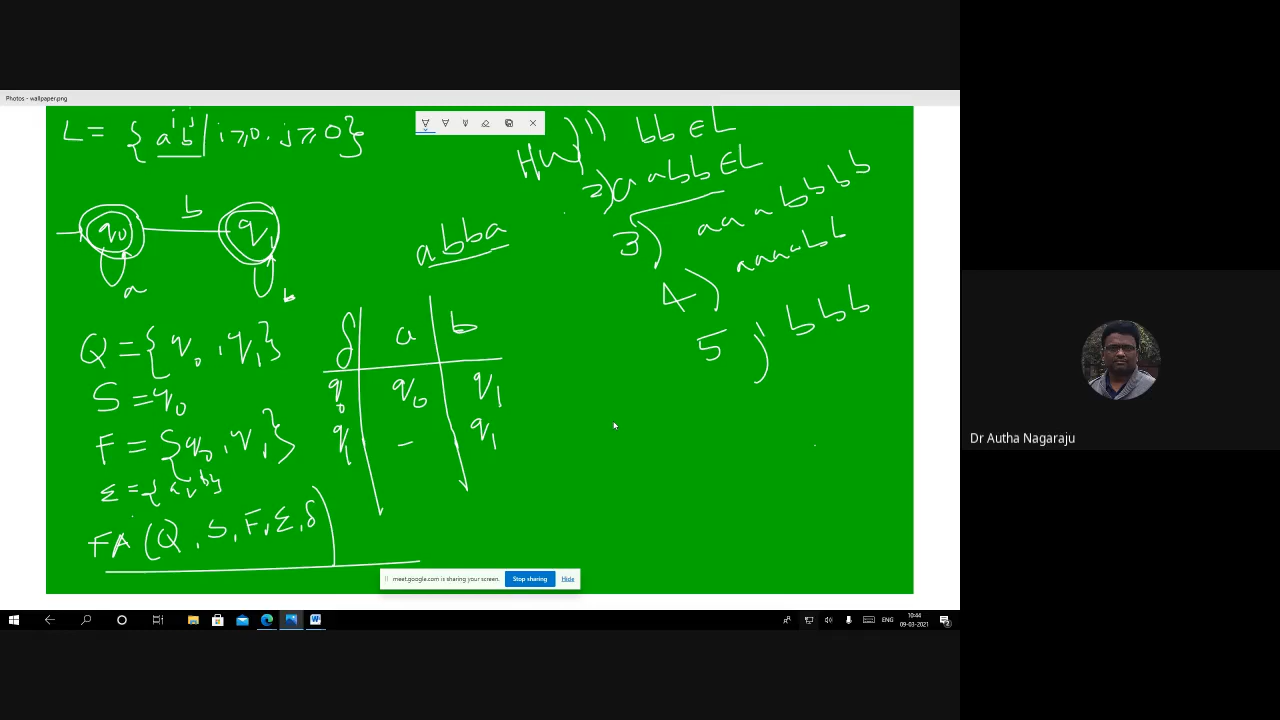 Photos - wallpaper.png
L = { aⁱbʲ | i ≥ 0, j ≥ 0 }
b
q₀
q₁
a
b
abba
Q = { q₀, q₁ }
S = q₀
F = { q₀, q₁ }
Σ = { a, b }
FA (Q, S, F, Σ, δ)
δ a b
q₀ q₀ q₁
q₁ - q₁
HW 1) bb ∈ L
2) aabb ∈ L
3) aaabbbb
4) aaaabb
5) bbb
Dr Autha Nagaraju
meet.google.com is sharing your screen.
Stop sharing
Hide
ENG
10:44
09-03-2021